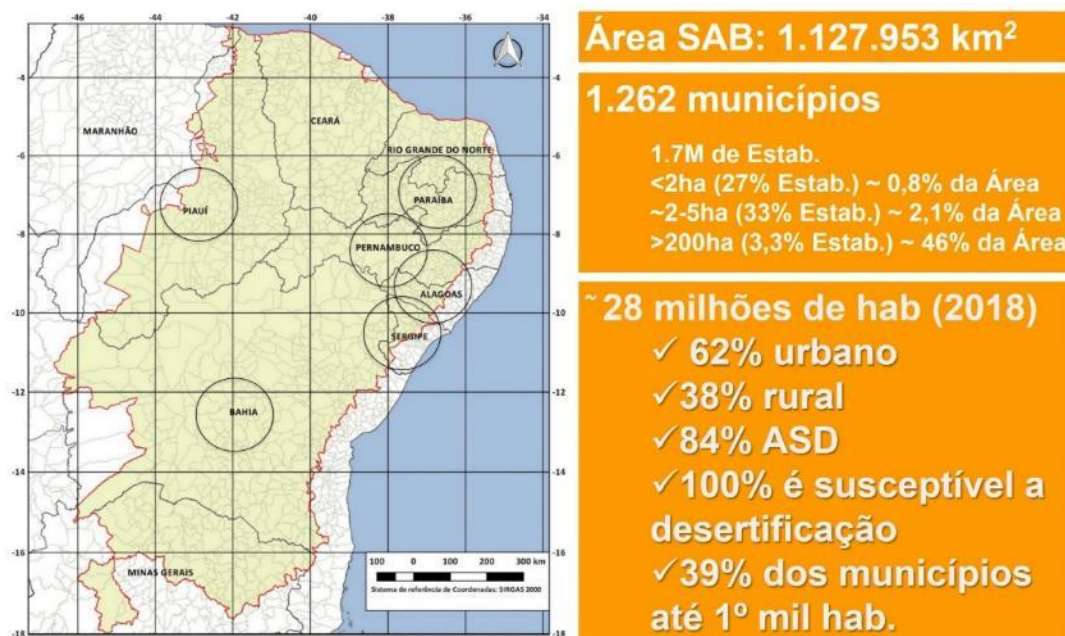 -46 -44 -42 -40 -38 -36 -34
-4
-6
-8
-10
-12
-14
-16
-18
MARANHÃO
CEARÁ
RIO GRANDE DO NORTE
PIAUÍ
PARAÍBA
PERNAMBUCO
ALAGOAS
SERGIPE
BAHIA
MINAS GERAIS
100 0 100 200 300 km
Sistema de referência de Coordenadas: SIRGAS 2000
Área SAB: 1.127.953 km²
1.262 municípios
1.7M de Estab.
<2ha (27% Estab.) ~ 0,8% da Área
~2-5ha (33% Estab.) ~ 2,1% da Área
>200ha (3,3% Estab.) ~ 46% da Área
~ 28 milhões de hab (2018)
✓ 62% urbano
✓38% rural
✓84% ASD
✓100% é susceptível a
desertificação
✓39% dos municípios
até 1º mil hab.